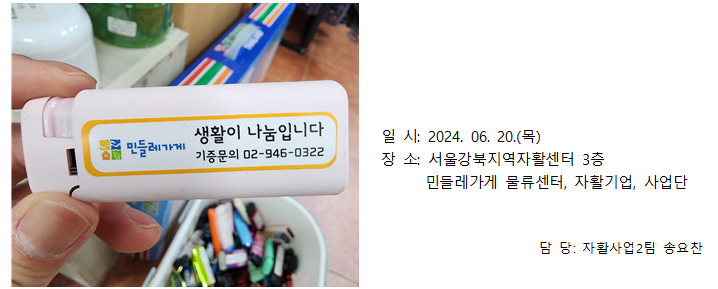 생활이 나눔입니다
민들레가게
기증문의 02-946-0322
일 시: 2024. 06. 20.(목)
장 소: 서울강북지역자활센터 3층
민들레가게 물류센터, 자활기업, 사업단
담 당: 자활사업2팀 송요찬